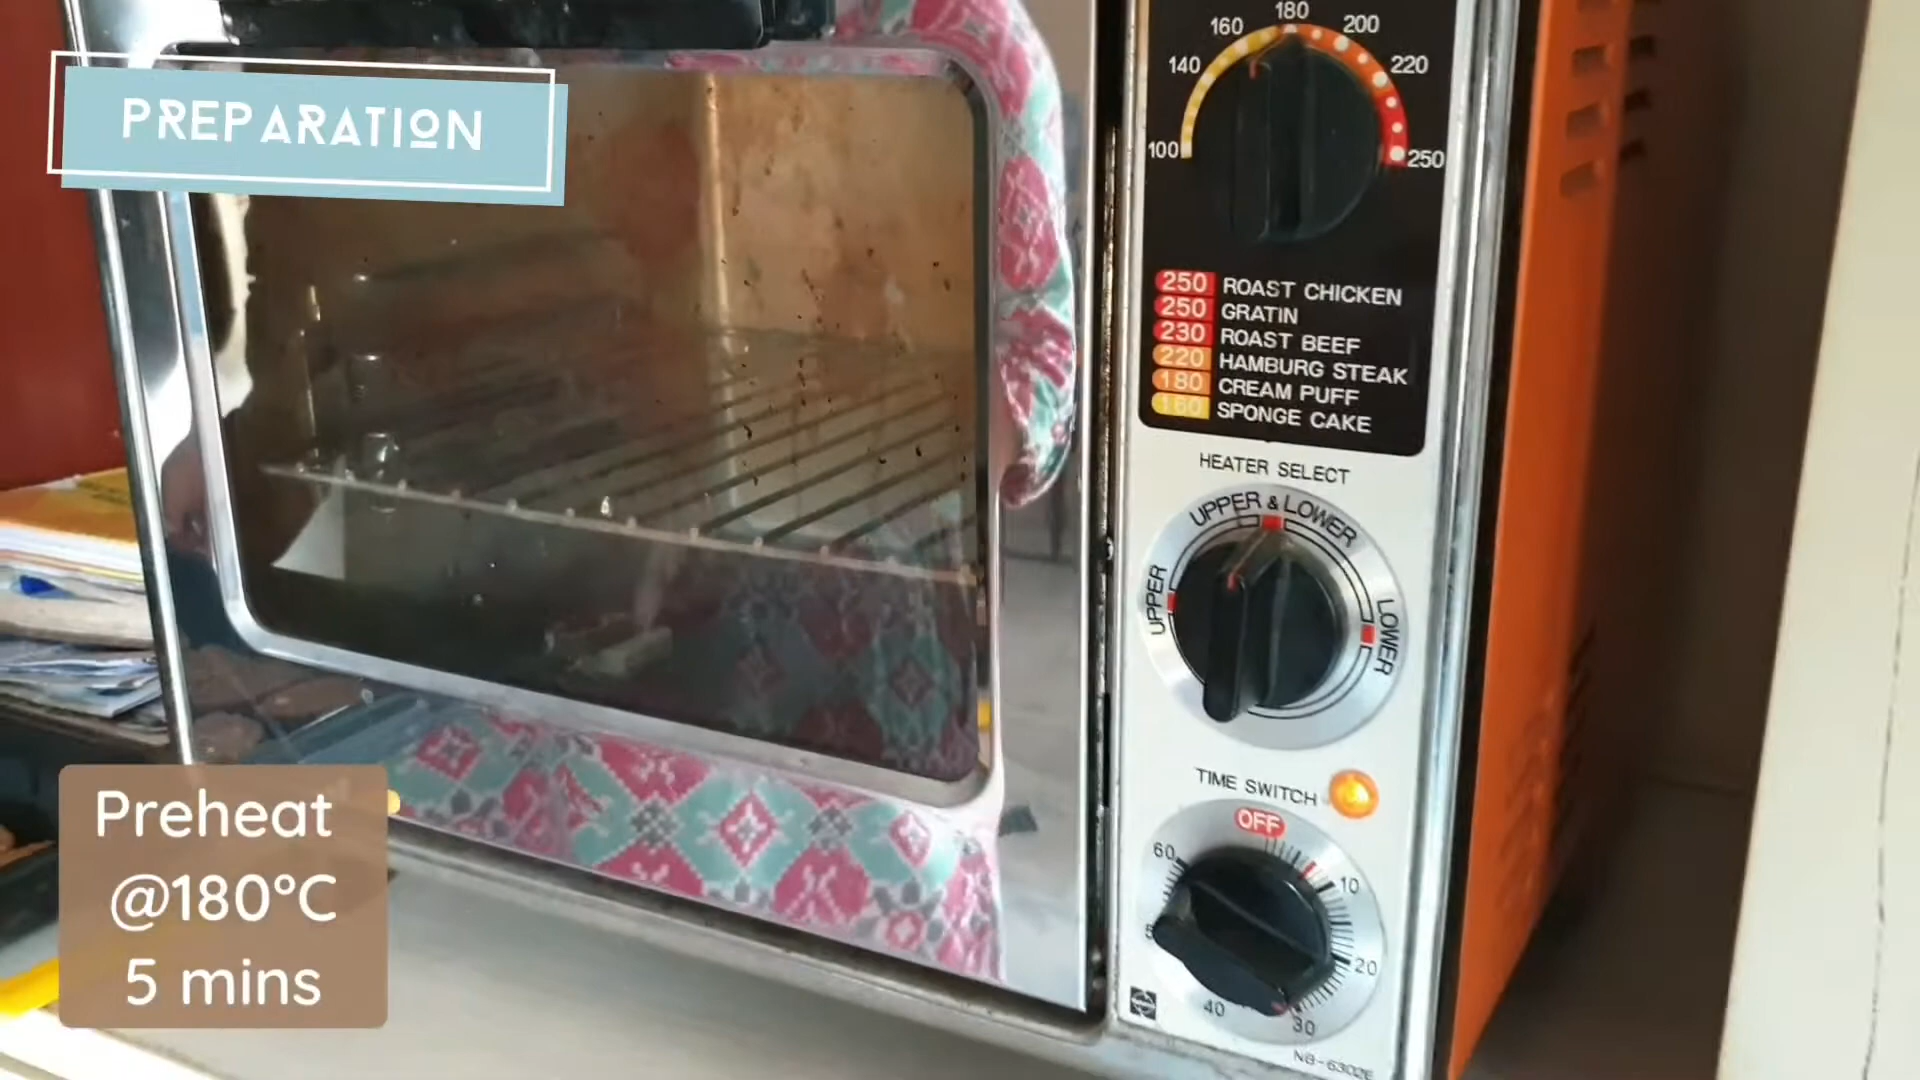 PREPARATION
Preheat
@180°C
5 mins
100
140
160
180
200
220
250
250 ROAST CHICKEN
250 GRATIN
230 ROAST BEEF
220 HAMBURG STEAK
180 CREAM PUFF
160 SPONGE CAKE
HEATER SELECT
UPPER
UPPER & LOWER
LOWER
TIME SWITCH
OFF
10
20
30
40
60
NB-6302E